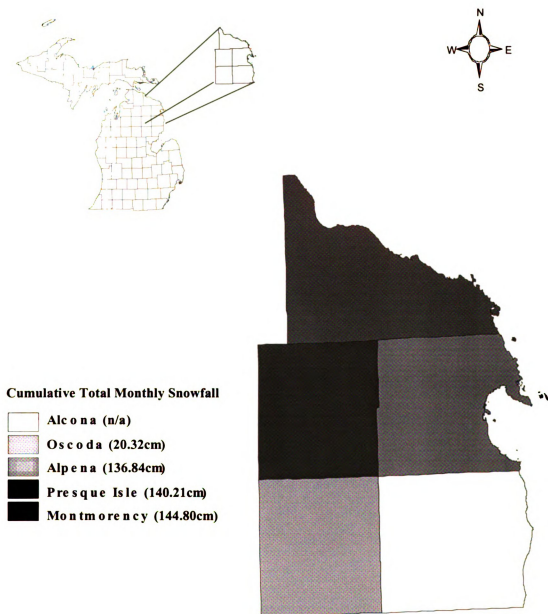 N
W E
S
Cumulative Total Monthly Snowfall
Alcona (n/a)
Oscoda (20.32cm)
Alpena (136.84cm)
Presque Isle (140.21cm)
Montmorency (144.80cm)